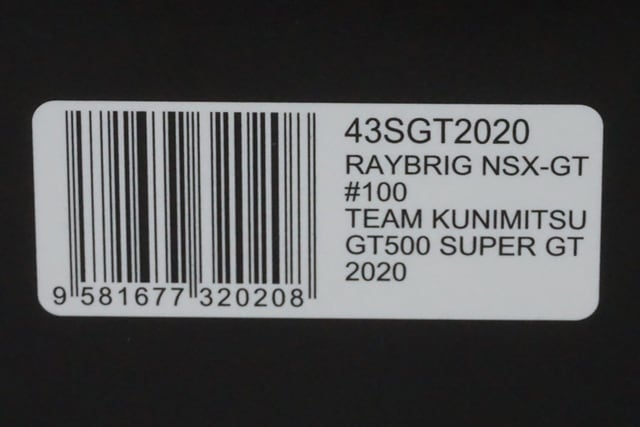 43SGT2020
RAYBRIG NSX-GT
#100
TEAM KUNIMITSU
GT500 SUPER GT
2020
9 581677 320208